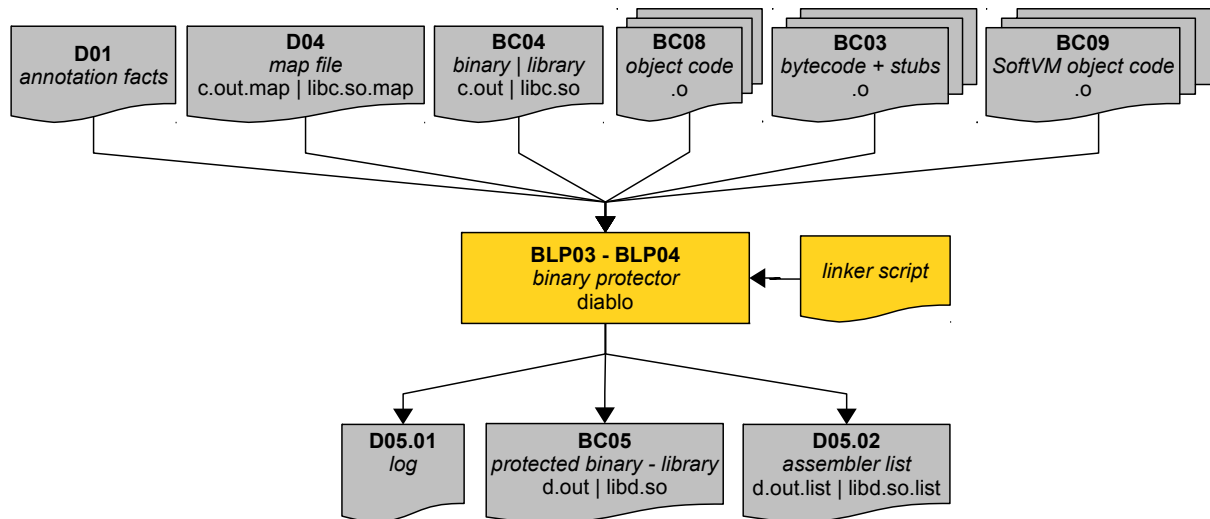 D01
annotation facts
D04
map file
c.out.map | libc.so.map
BC04
binary | library
c.out | libc.so
BC08
object code
.o
BC03
bytecode + stubs
.o
BC09
SoftVM object code
.o
BLP03 - BLP04
binary protector
diablo
linker script
D05.01
log
BC05
protected binary - library
d.out | libd.so
D05.02
assembler list
d.out.list | libd.so.list